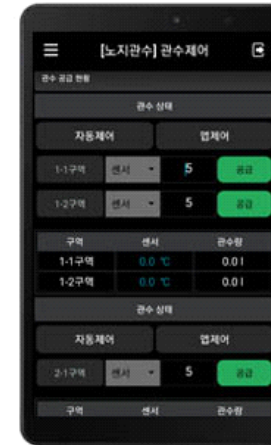 [노지관수] 관수제어
관수 공급 현황
관수 상태
자동제어 앱제어
1-1구역 센서 5 공급
1-2구역 센서 5 공급
구역 센서 관수량
1-1구역 0.0 ℃ 0.0 l
1-2구역 0.0 ℃ 0.0 l
관수 상태
자동제어 앱제어
2-1구역 센서 5 공급
구역 센서 관수량